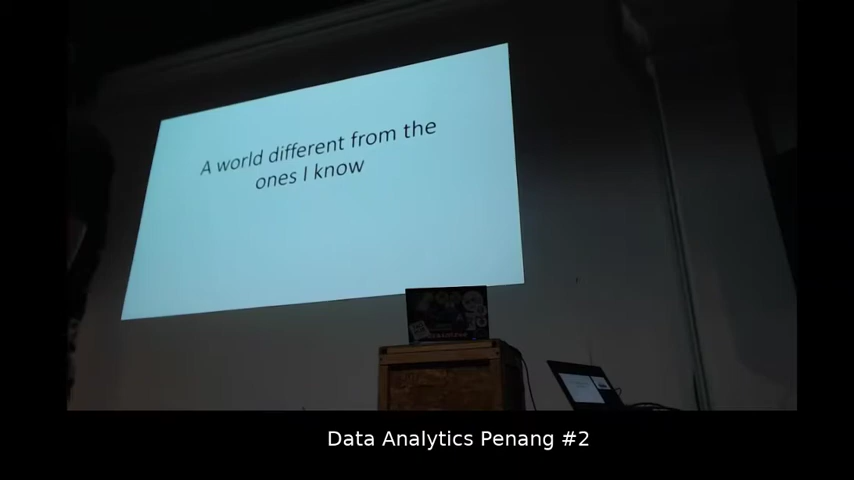 A world different from the
ones I know
Data Analytics Penang #2